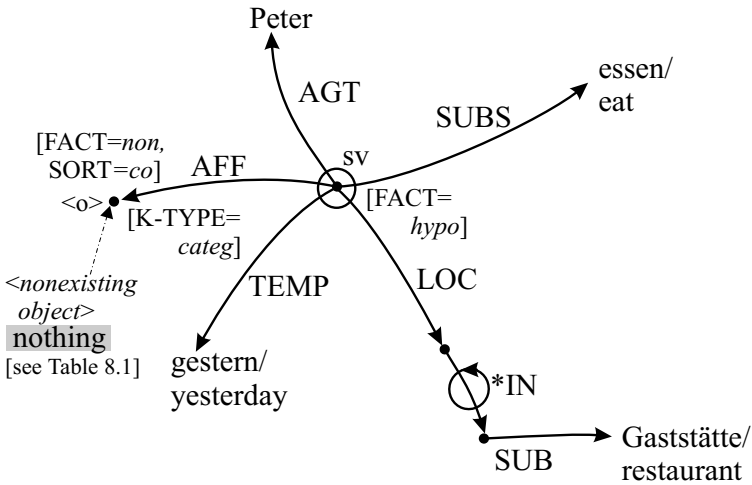 Peter
AGT
essen/
eat
SUBS
[FACT=non,
SORT=co]
AFF
sv
<o>
[K-TYPE=
categ]
[FACT=
hypo]
<nonexisting
object>
nothing
[see Table 8.1]
TEMP
LOC
gestern/
yesterday
*IN
SUB
Gaststätte/
restaurant